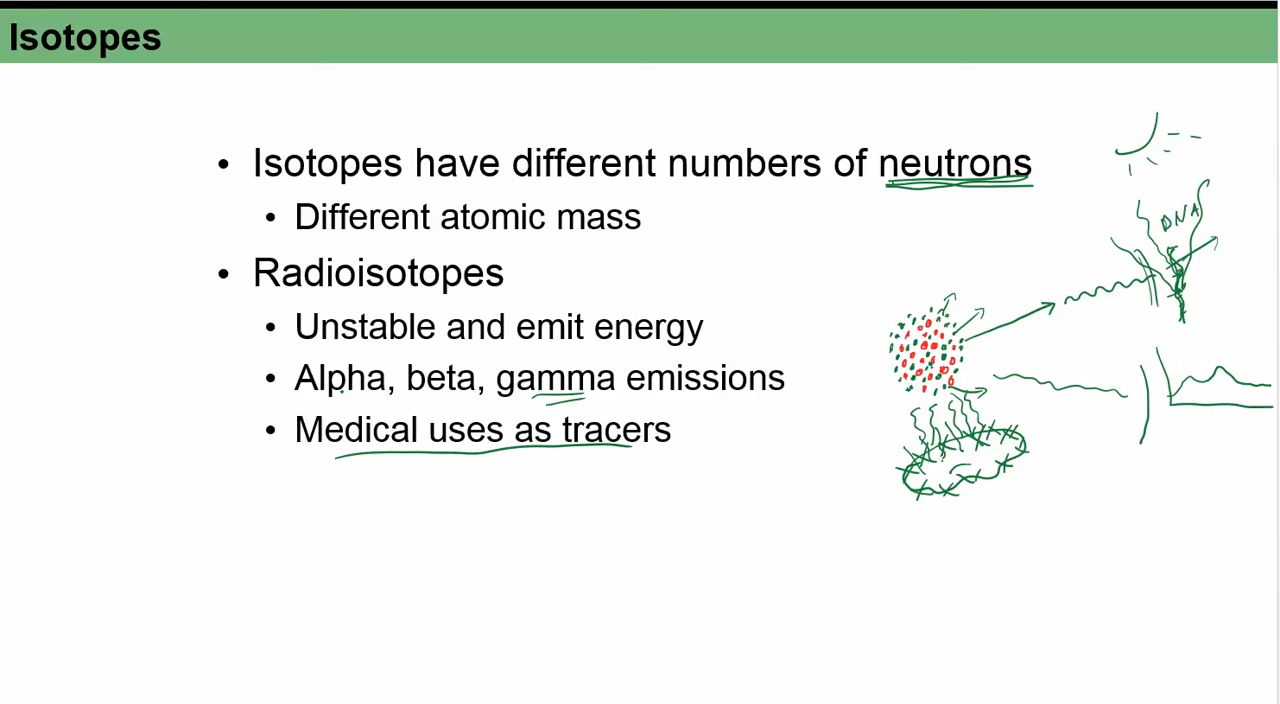 Isotopes
• Isotopes have different numbers of neutrons
• Different atomic mass
• Radioisotopes
• Unstable and emit energy
• Alpha, beta, gamma emissions
• Medical uses as tracers
DNA